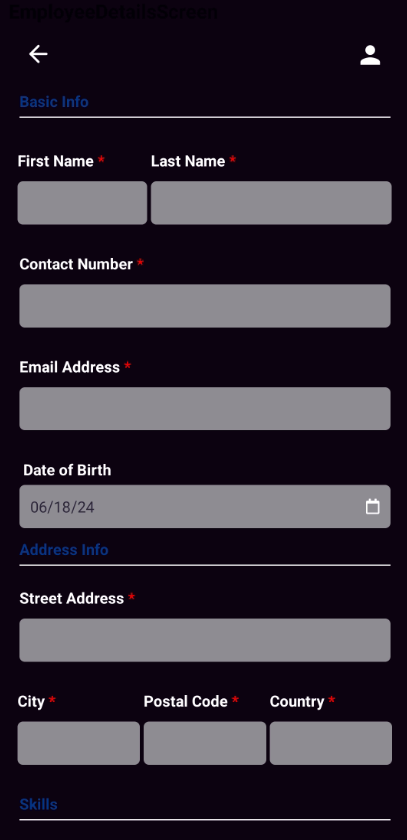 EmployeeDetailsScreen
Basic Info
First Name * Last Name *
Contact Number *
Email Address *
Date of Birth
06/18/24
Address Info
Street Address *
City * Postal Code * Country *
Skills